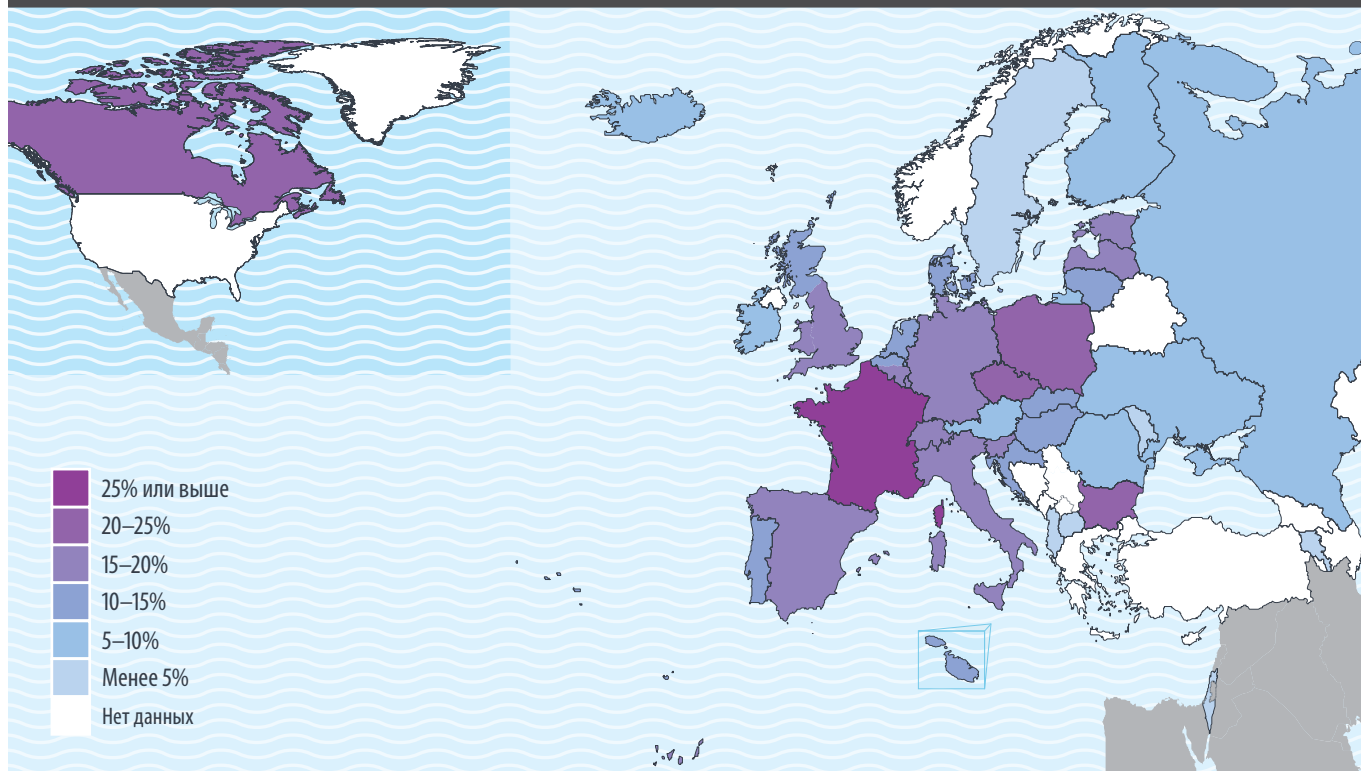 25% или выше
20–25%
15–20%
10–15%
5–10%
Менее 5%
Нет данных